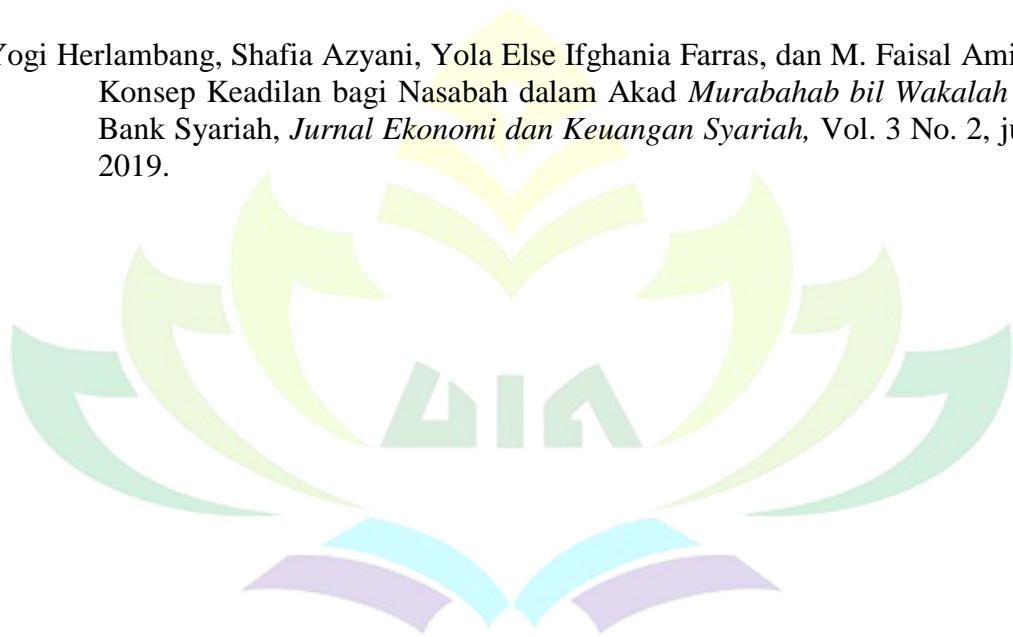 Yogi Herlambang, Shafia Azyani, Yola Else Ifghania Farras, dan M. Faisal Ami
Konsep Keadilan bagi Nasabah dalam Akad Murabahab bil Wakalah
Bank Syariah, Jurnal Ekonomi dan Keuangan Syariah, Vol. 3 No. 2, ju
2019.
UIN